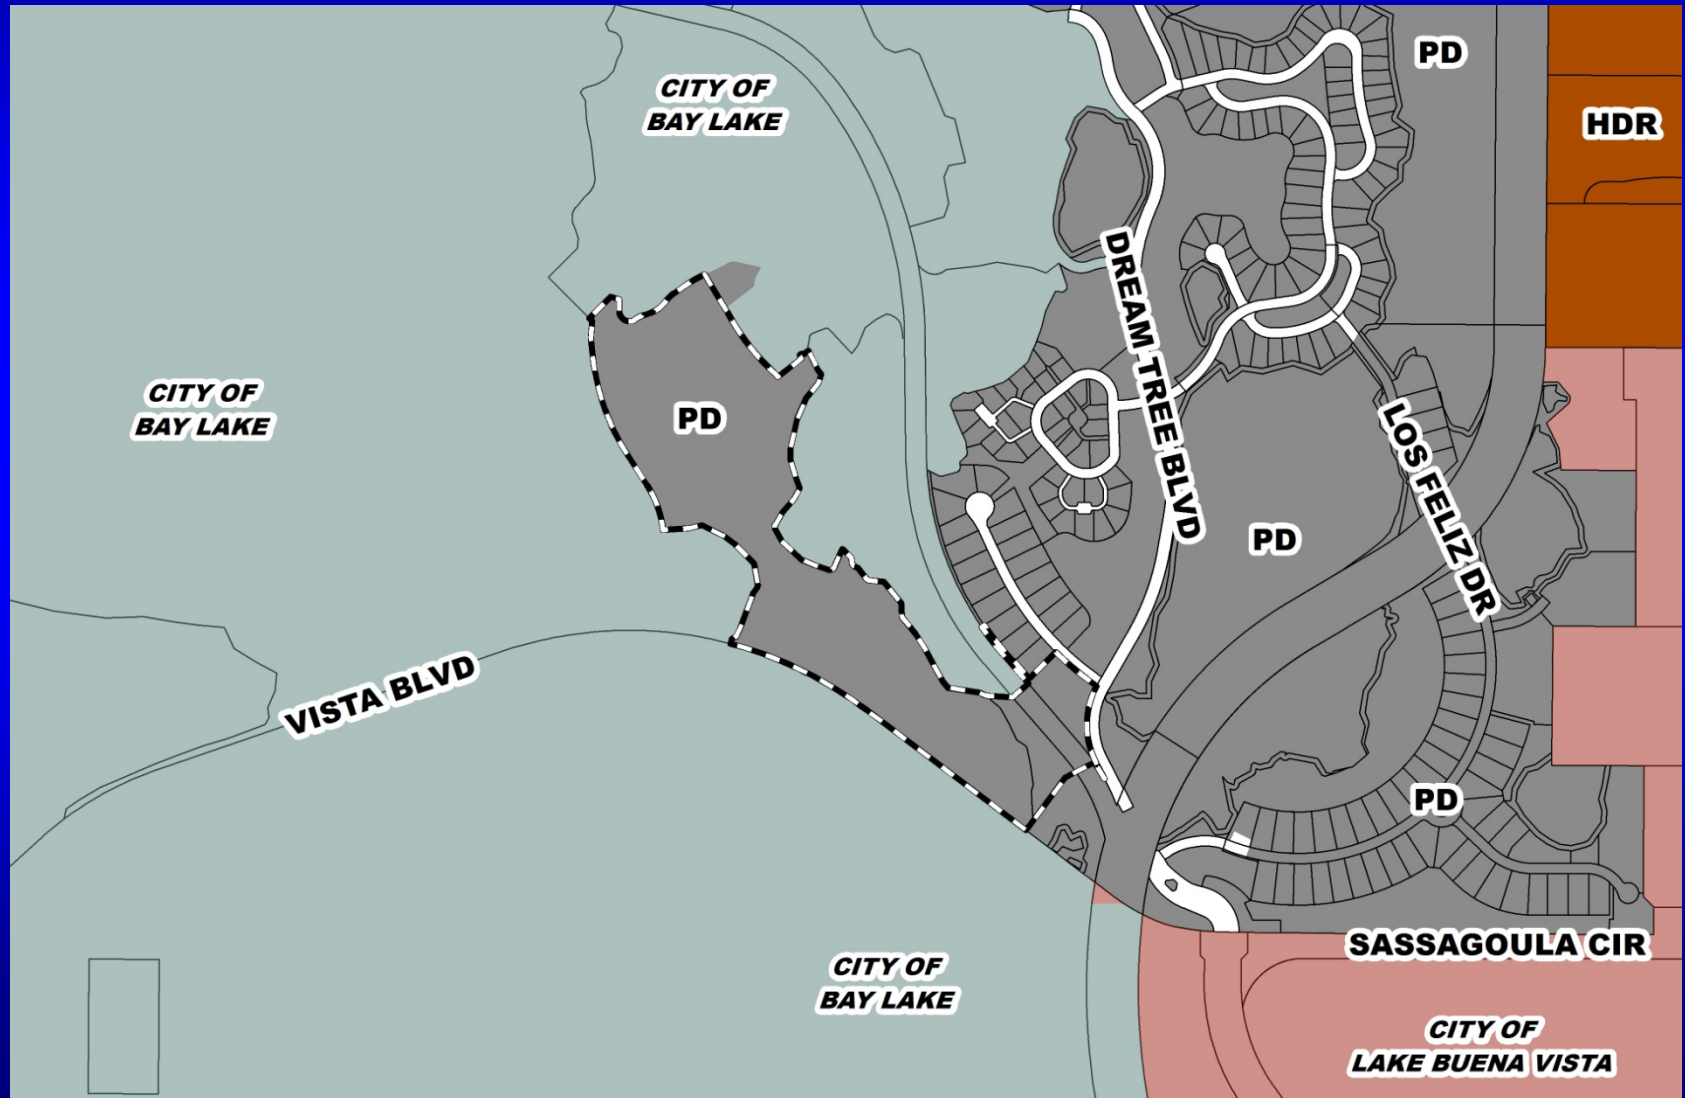 PD
CITY OF
BAY LAKE
HDR
DREAM TREE BLVD
CITY OF
BAY LAKE
PD
LOS FELIZ DR
PD
VISTA BLVD
PD
SASSAGOULA CIR
CITY OF
BAY LAKE
CITY OF
LAKE BUENA VISTA